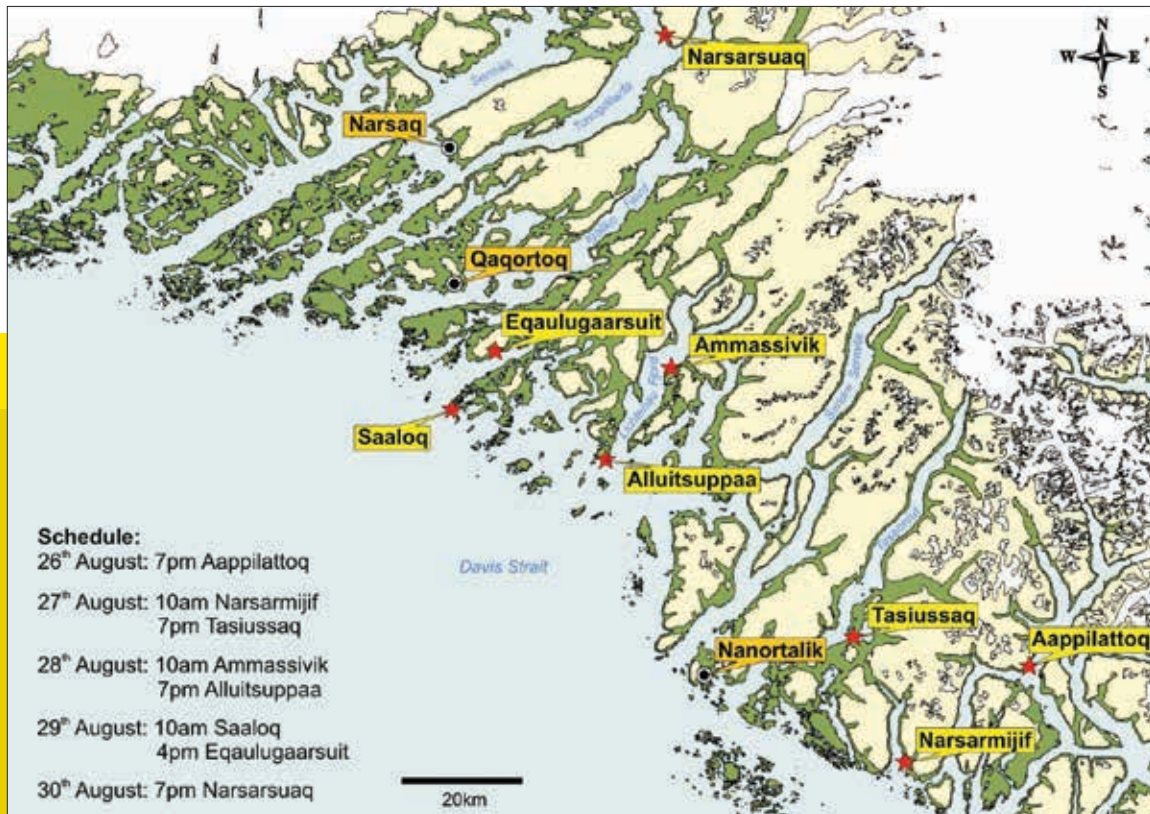 N
W E
S
Narsarsuaq
Sermilik
Tunuliarfik
Narsaq
Qaqortoq
Eqaulugaarsuit
Ammassivik
Saaloq
Alluitsuppaa
Davis Strait
Schedule:
26th August: 7pm Aappilattoq
27th August: 10am Narsarmijif
7pm Tasiussaq
28th August: 10am Ammassivik
7pm Alluitsuppaa
29th August: 10am Saaloq
4pm Eqaulugaarsuit
30th August: 7pm Narsarsuaq
Tasiussaq
Nanortalik
Aappilattoq
Narsarmijif
20km